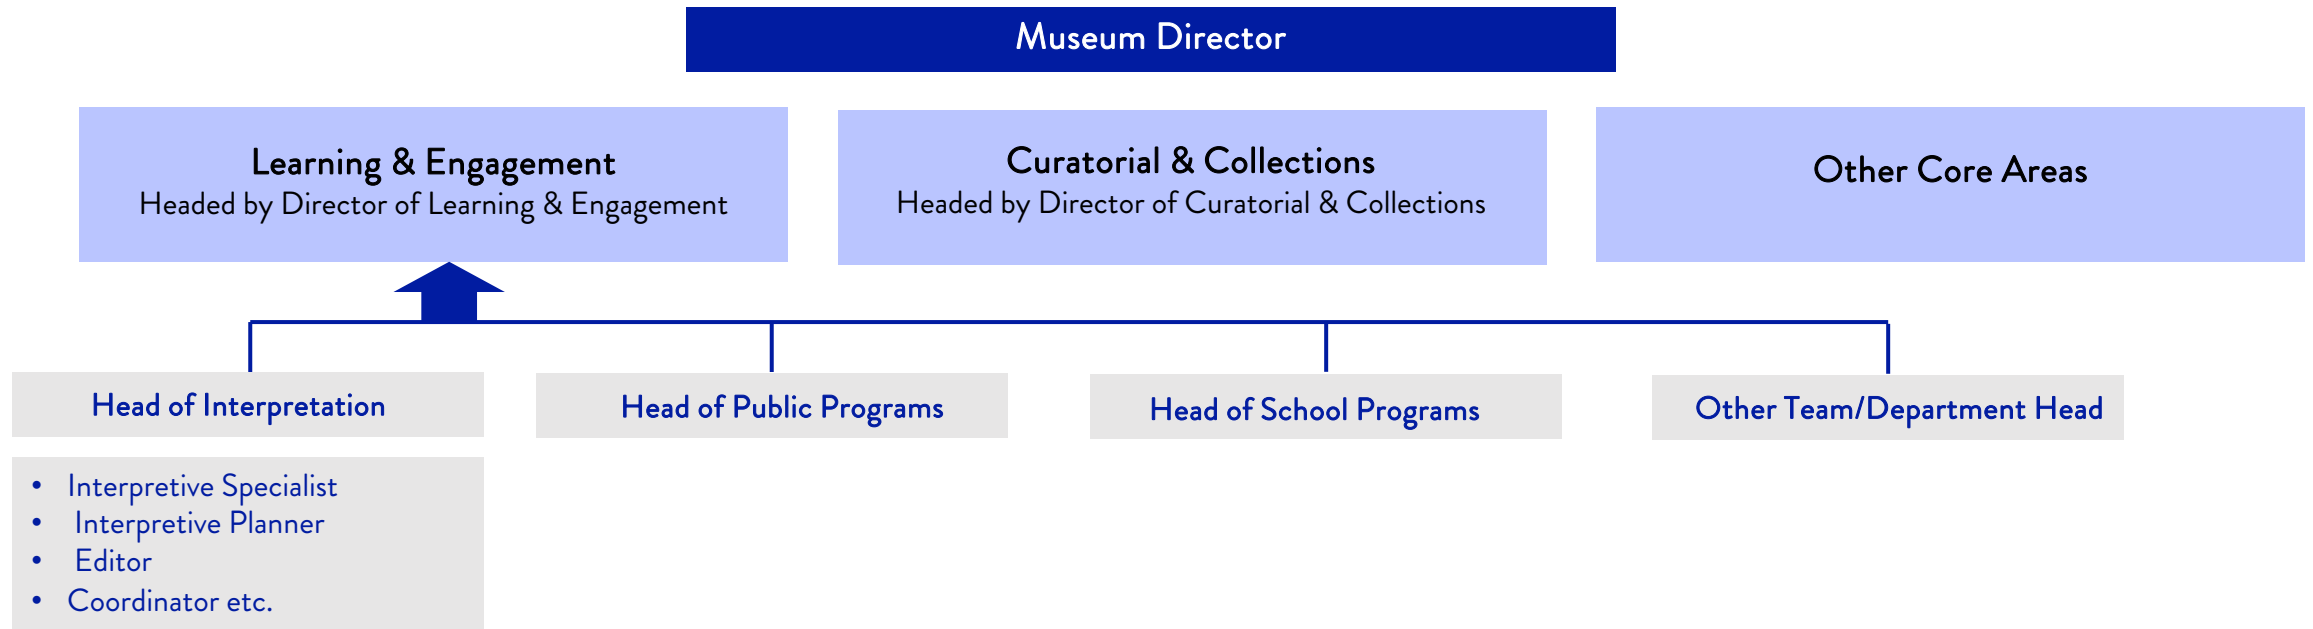 Museum Director
Learning & Engagement
Headed by Director of Learning & Engagement
Curatorial & Collections
Headed by Director of Curatorial & Collections
Other Core Areas
Head of Interpretation
Head of Public Programs
Head of School Programs
Other Team/Department Head
• Interpretive Specialist
• Interpretive Planner
• Editor
• Coordinator etc.